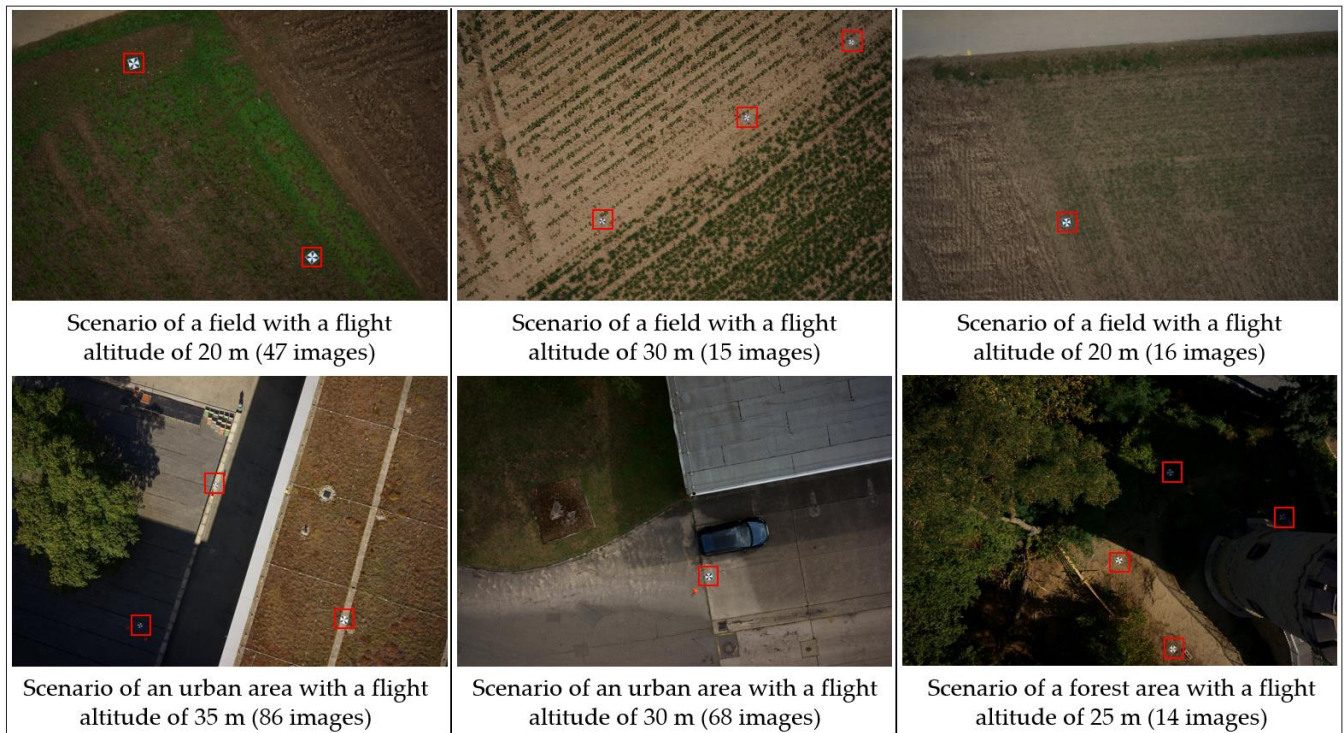 Scenario of a field with a flight
altitude of 20 m (47 images)
Scenario of a field with a flight
altitude of 30 m (15 images)
Scenario of a field with a flight
altitude of 20 m (16 images)
Scenario of an urban area with a flight
altitude of 35 m (86 images)
Scenario of an urban area with a flight
altitude of 30 m (68 images)
Scenario of a forest area with a flight
altitude of 25 m (14 images)